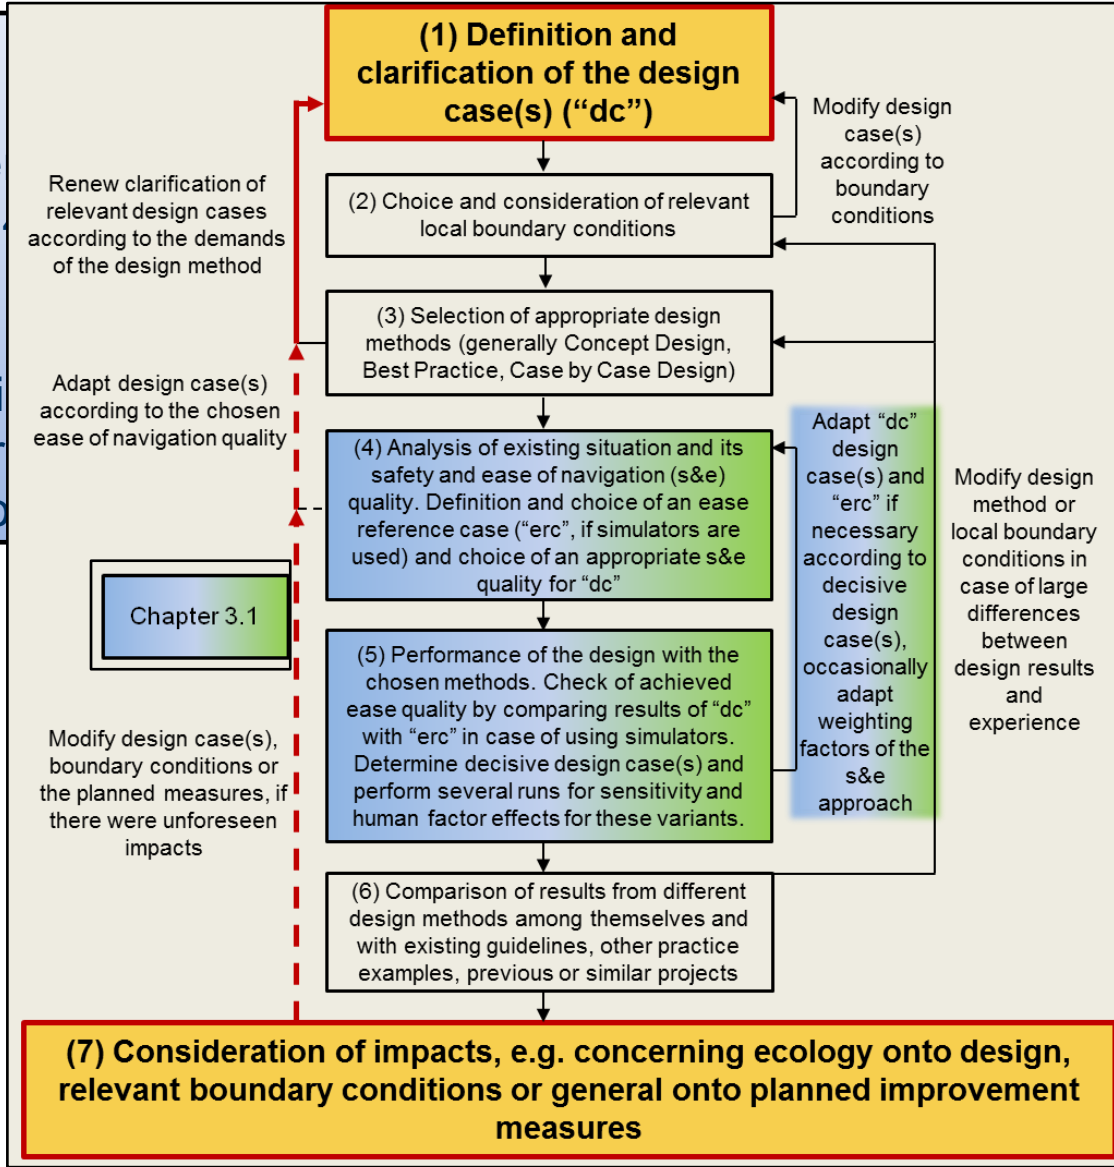 (1) Definition and
clarification of the design
case(s) (“dc”)
Modify design
case(s)
according to
boundary
conditions
Renew clarification of
relevant design cases
according to the demands
of the design method
(2) Choice and consideration of relevant
local boundary conditions
(3) Selection of appropriate design
methods (generally Concept Design,
Best Practice, Case by Case Design)
Adapt design case(s)
according to the chosen
ease of navigation quality
(4) Analysis of existing situation and its
safety and ease of navigation (s&e)
quality. Definition and choice of an ease
reference case (“erc”, if simulators are
used) and choice of an appropriate s&e
quality for “dc”
Adapt “dc”
design
case(s) and
“erc” if
necessary
according to
decisive
design
case(s),
occasionally
adapt
weighting
factors of the
s&e
approach
Modify design
method or
local boundary
conditions in
case of large
differences
between
design results
and
experience
Chapter 3.1
(5) Performance of the design with the
chosen methods. Check of achieved
ease quality by comparing results of “dc”
with “erc” in case of using simulators.
Determine decisive design case(s) and
perform several runs for sensitivity and
human factor effects for these variants.
Modify design case(s),
boundary conditions or
the planned measures, if
there were unforeseen
impacts
(6) Comparison of results from different
design methods among themselves and
with existing guidelines, other practice
examples, previous or similar projects
(7) Consideration of impacts, e.g. concerning ecology onto design,
relevant boundary conditions or general onto planned improvement
measures